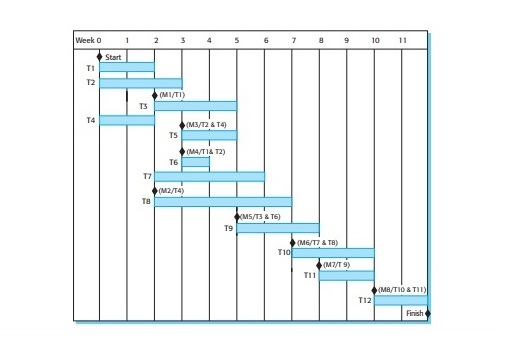 Week 0 1 2 3 4 5 6 7 8 9 10 11
Start
T1
T2
(M1/T1)
T3
T4
(M3/T2 & T4)
T5
(M4/T1& T2)
T6
T7
(M2/T4)
T8
(M5/T3 & T6)
T9
(M6/T7 & T8)
T10
(M7/T 9)
T11
(M8/T10 & T11)
T12
Finish